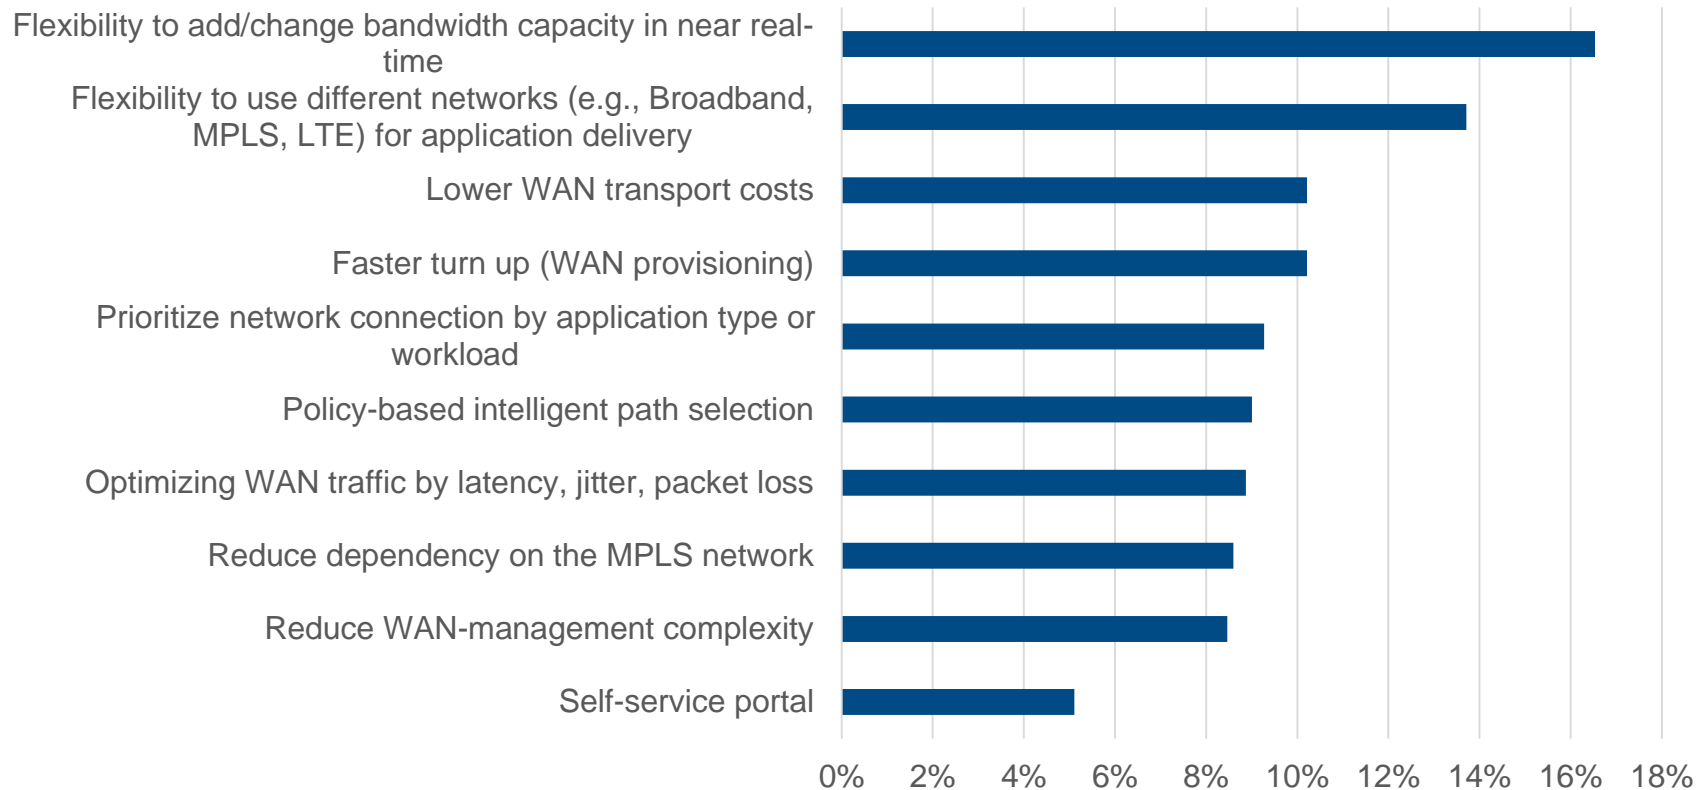 Flexibility to add/change bandwidth capacity in near real-
time
Flexibility to use different networks (e.g., Broadband,
MPLS, LTE) for application delivery
Lower WAN transport costs
Faster turn up (WAN provisioning)
Prioritize network connection by application type or
workload
Policy-based intelligent path selection
Optimizing WAN traffic by latency, jitter, packet loss
Reduce dependency on the MPLS network
Reduce WAN-management complexity
Self-service portal
0% 2% 4% 6% 8% 10% 12% 14% 16% 18%